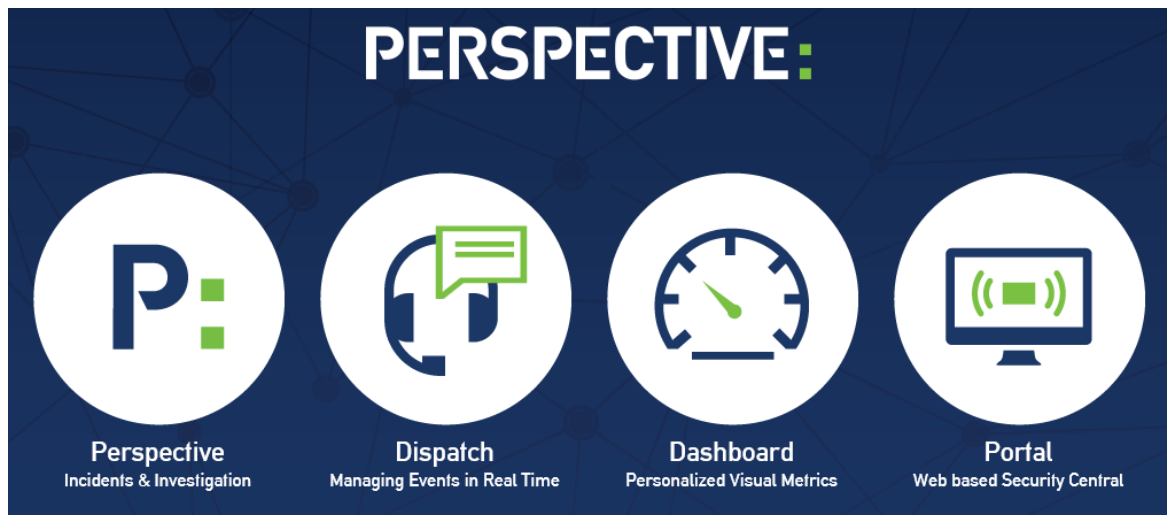 PERSPECTIVE:
P:
Perspective
Incidents & Investigation
Dispatch
Managing Events in Real Time
Dashboard
Personalized Visual Metrics
Portal
Web based Security Central